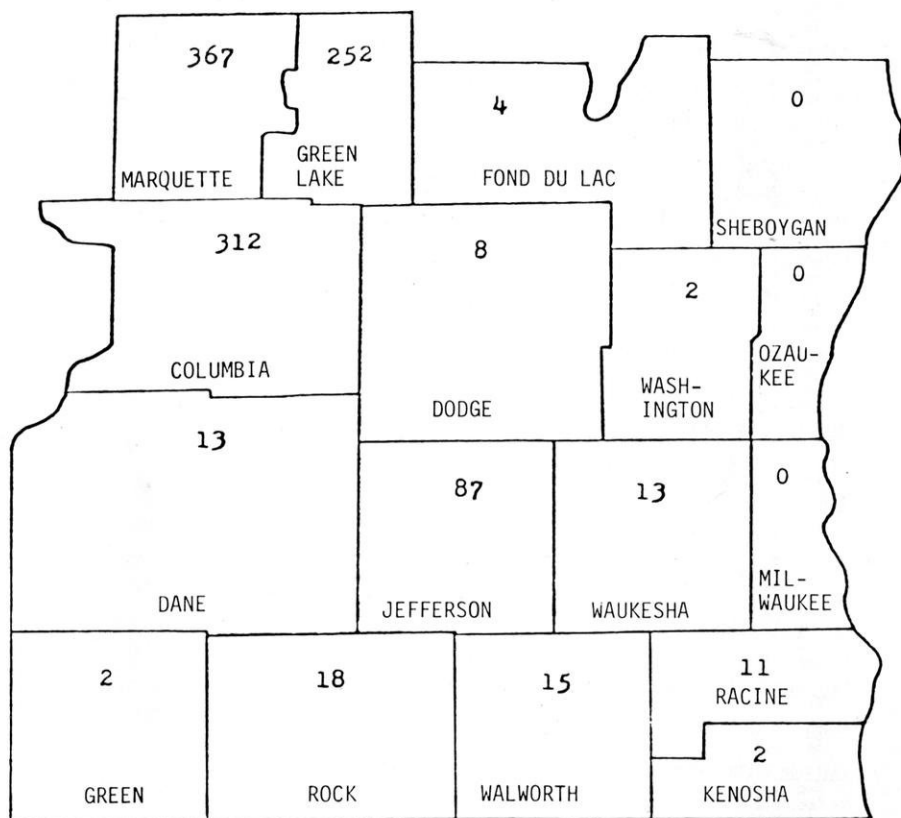 367
252
4
0
MARQUETTE
GREEN
LAKE
FOND DU LAC
SHEBOYGAN
312
8
2
0
COLUMBIA
DODGE
WASH-
INGTON
OZAU-
KEE
13
87
13
0
DANE
JEFFERSON
WAUKESHA
MIL-
WAUKEE
2
18
15
11
RACINE
2
GREEN
ROCK
WALWORTH
KENOSHA